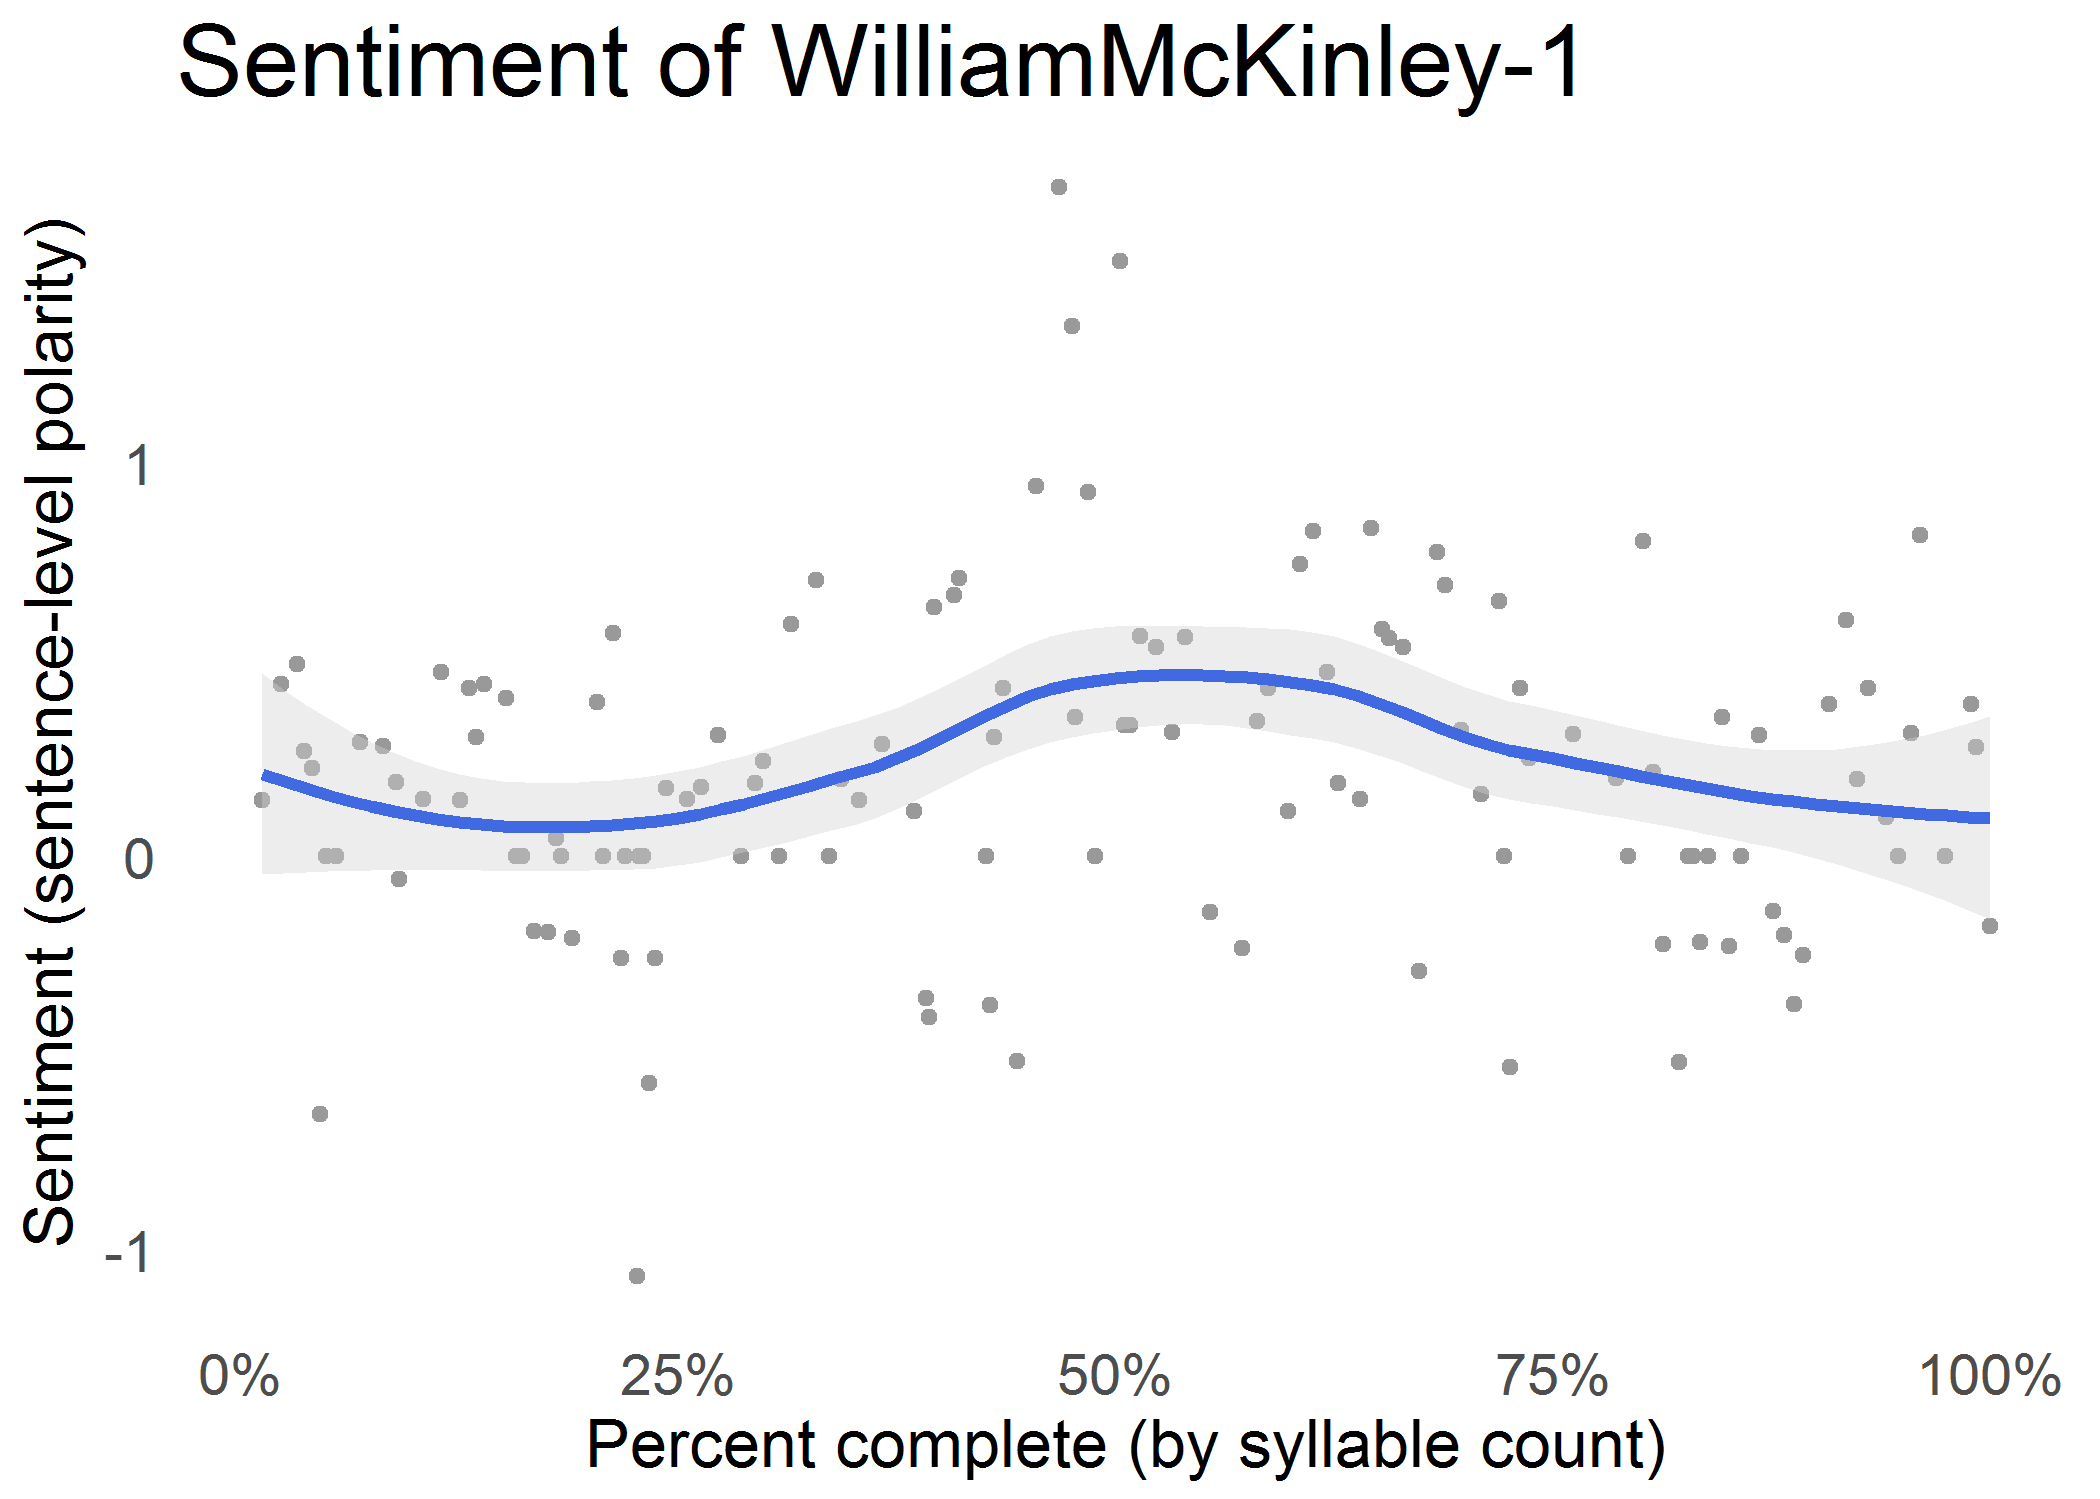 Sentiment of WilliamMcKinley-1
Sentiment (sentence-level polarity)
1
0
-1
0% 25% 50% 75% 100%
Percent complete (by syllable count)